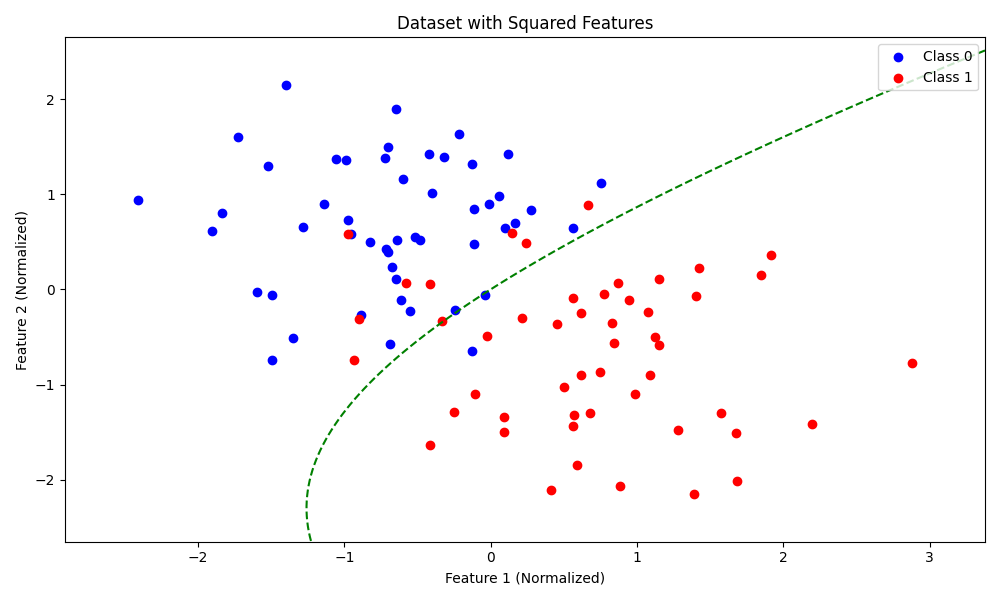 Dataset with Squared Features
Class 0
Class 1
Feature 2 (Normalized)
2
1
0
−1
−2
−2
−1
0
1
2
3
Feature 1 (Normalized)